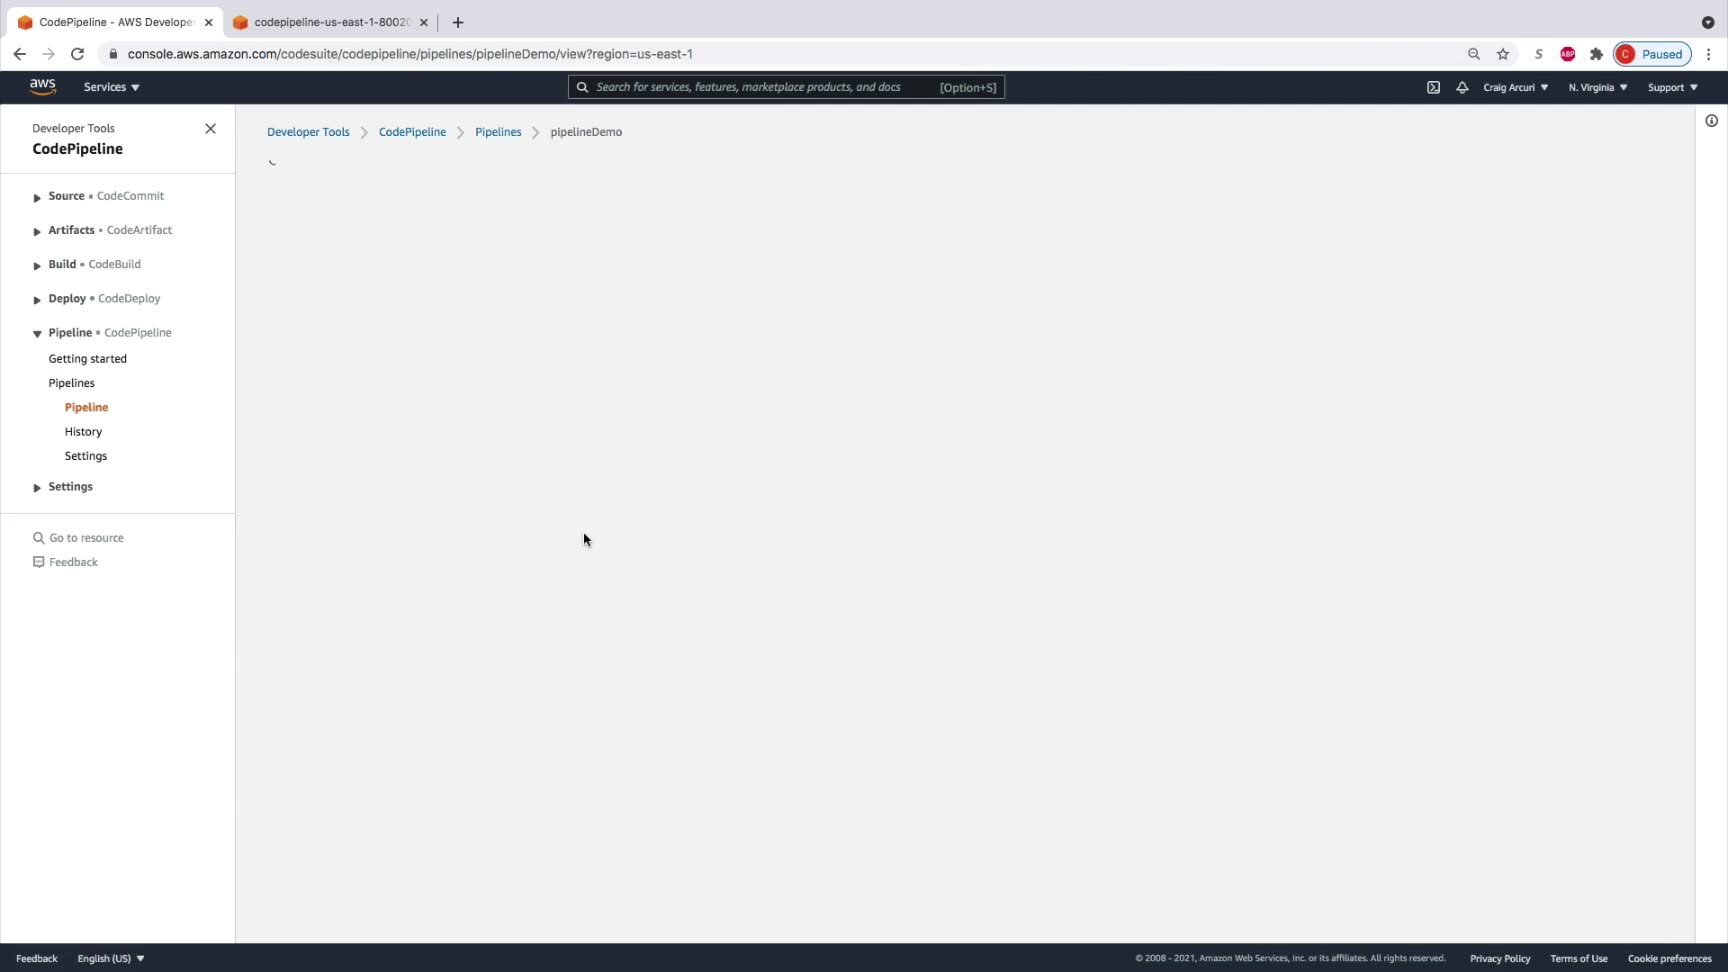 CodePipeline - AWS Develope
codepipeline-us-east-1-80020
console.aws.amazon.com/codesuite/codepipeline/pipelines/pipelineDemo/view?region=us-east-1
S
ABP
C
Paused
aws
Services
Search for services, features, marketplace products, and docs
[Option+S]
Craig Arcuri
N. Virginia
Support
Developer Tools
CodePipeline
Developer Tools
CodePipeline
Pipelines
pipelineDemo
Source • CodeCommit
Artifacts • CodeArtifact
Build • CodeBuild
Deploy • CodeDeploy
Pipeline • CodePipeline
Getting started
Pipelines
Pipeline
History
Settings
Settings
Go to resource
Feedback
Feedback
English (US)
© 2008 - 2021, Amazon Web Services, Inc. or its affiliates. All rights reserved.
Privacy Policy
Terms of Use
Cookie preferences